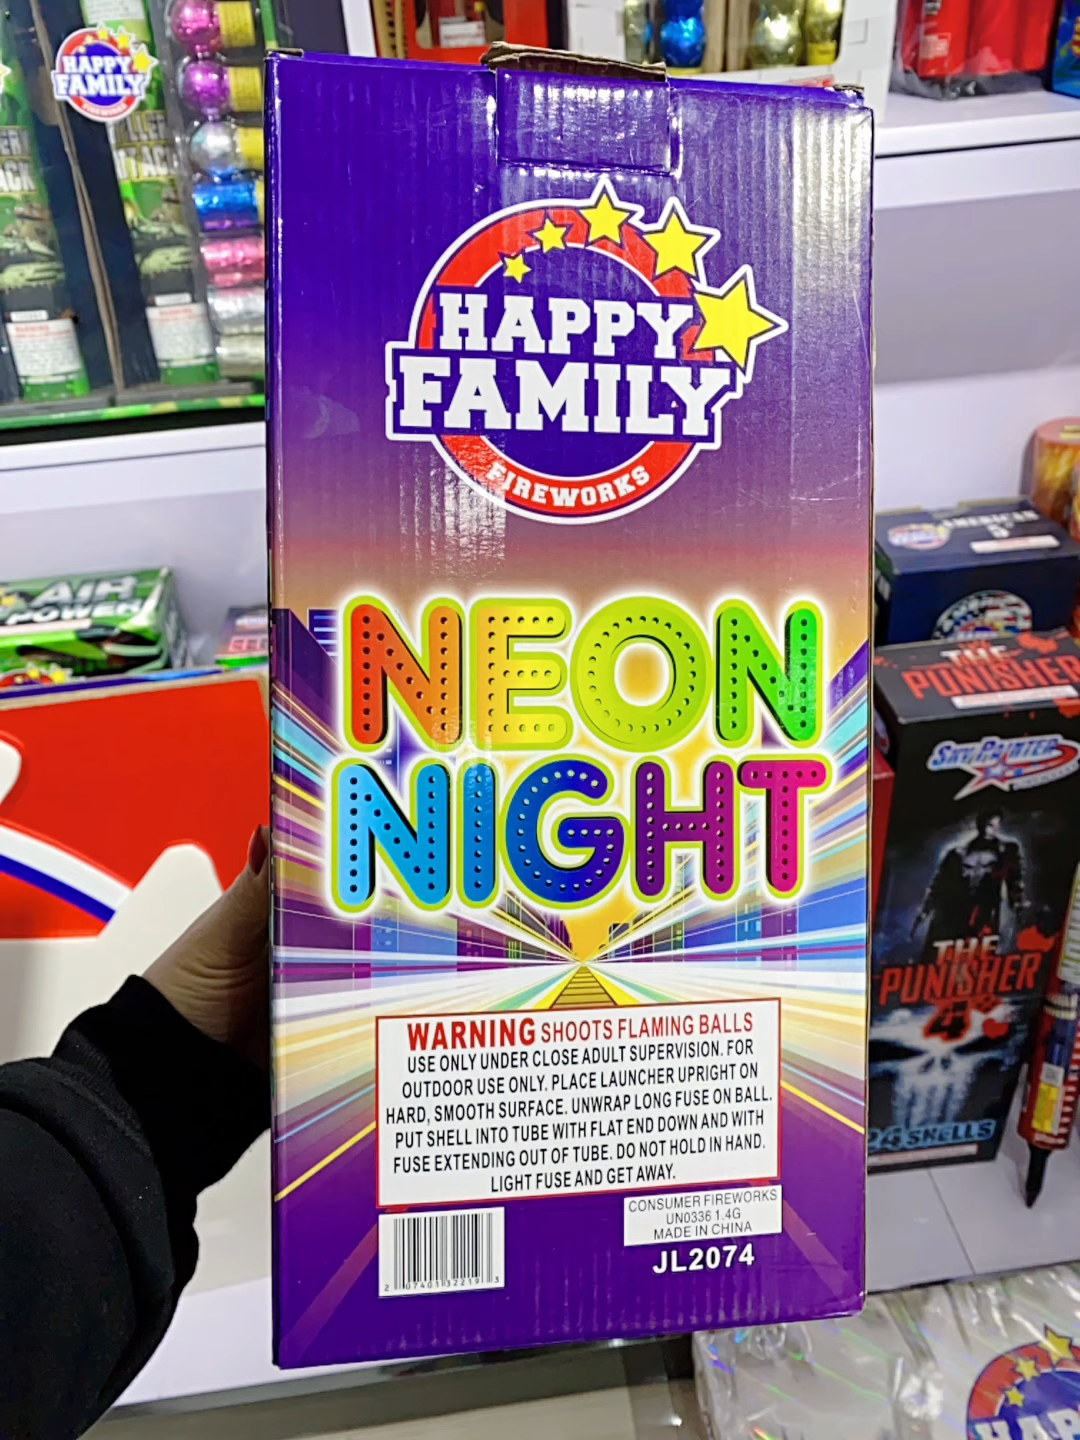 HAPPY
FAMILY
FIREWORKS
NEON
NIGHT
WARNING SHOOTS FLAMING BALLS
USE ONLY UNDER CLOSE ADULT SUPERVISION. FOR
OUTDOOR USE ONLY. PLACE LAUNCHER UPRIGHT ON
HARD, SMOOTH SURFACE. UNWRAP LONG FUSE ON BALL.
PUT SHELL INTO TUBE WITH FLAT END DOWN AND WITH
FUSE EXTENDING OUT OF TUBE. DO NOT HOLD IN HAND.
LIGHT FUSE AND GET AWAY.
CONSUMER FIREWORKS
UN0336 1.4G
MADE IN CHINA
JL2074
2 07401 32219 3
HAPPY
FAMILY
AIR
POWER
THE
PUNISHER
SKY PAINTER
THE
PUNISHER
24 SHELLS